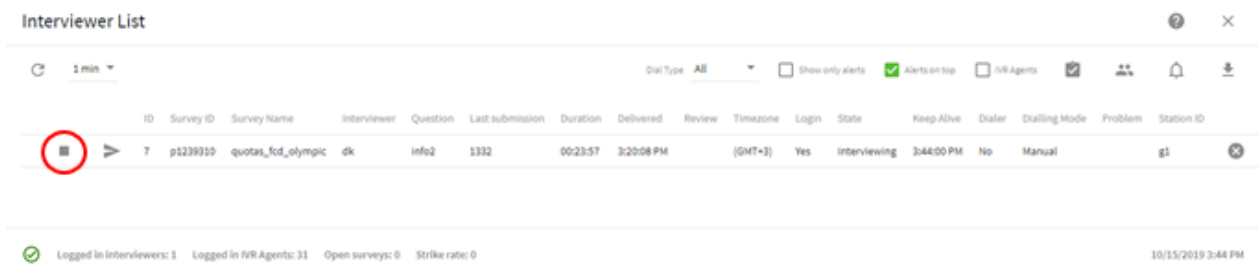 Interviewer List
1 min
Dial Type All Show only alerts Alerts on top IVR Agents
ID Survey ID Survey Name Interviewer Question Last submission Duration Delivered Review Timezone Login State Keep Alive Dialer Dialling Mode Problem Station ID
7 p1239310 quotas_fcd_olympic dk info2 1332 00:23:57 3:20:08 PM (GMT+3) Yes Interviewing 3:44:00 PM No Manual g1
Logged in interviewers: 1 Logged in IVR Agents: 31 Open surveys: 0 Strike rate: 0 10/15/2019 3:44 PM